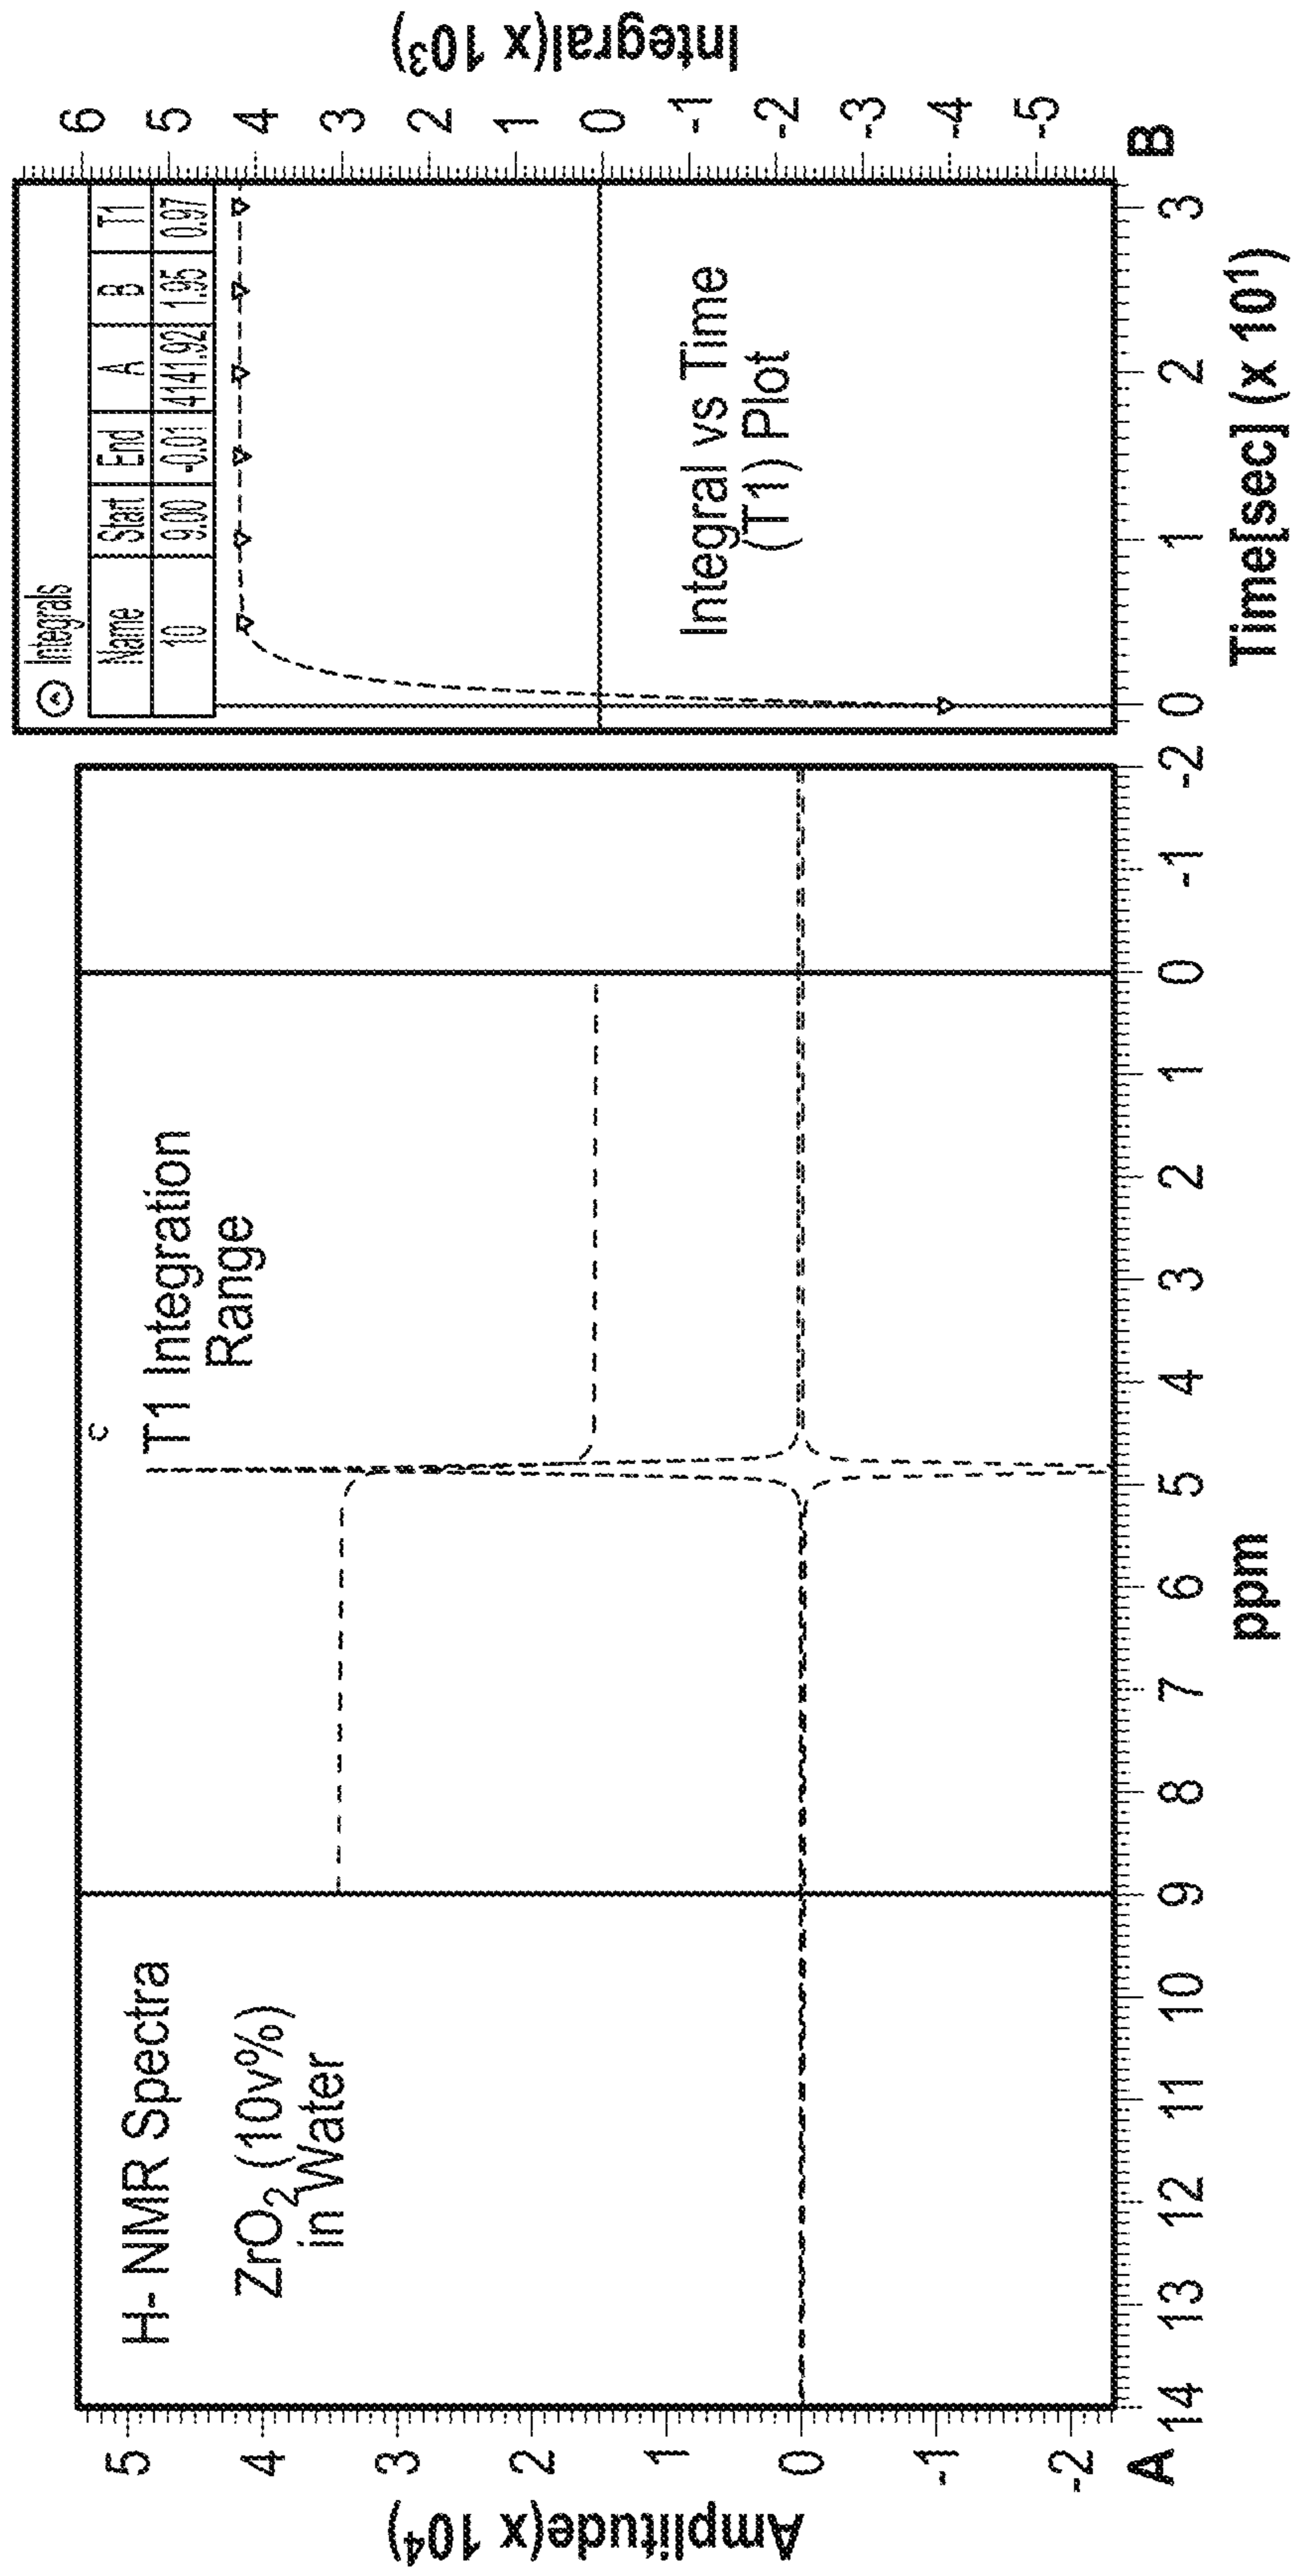 H- NMR Spectra
ZrO2 (10v%)
in Water
c
T1 Integration
Range
Amplitude(x 10⁴)
5
4
3
2
1
0
-1
-2
A
14 13 12 11 10 9 8 7 6 5 4 3 2 1 0 -1 -2
ppm
Integrals
Name Start End A B T1
10 9.00 -0.01 4141.92 1.95 0.97
Integral vs Time
(T1) Plot
6
5
4
3
2
1
0
-1
-2
-3
-4
-5
B
Integral(x 10³)
0 1 2 3
Time[sec] (x 10¹)